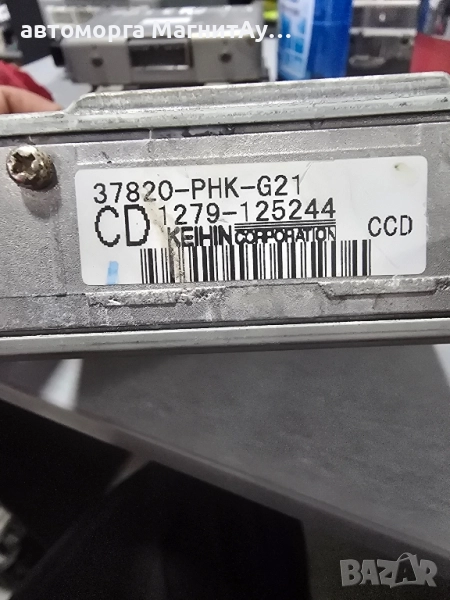 автоморга МагнитАу...
37820-PHK-G21
CD 1279-125244
KEIHIN CORPORATION CCD
BAZAR